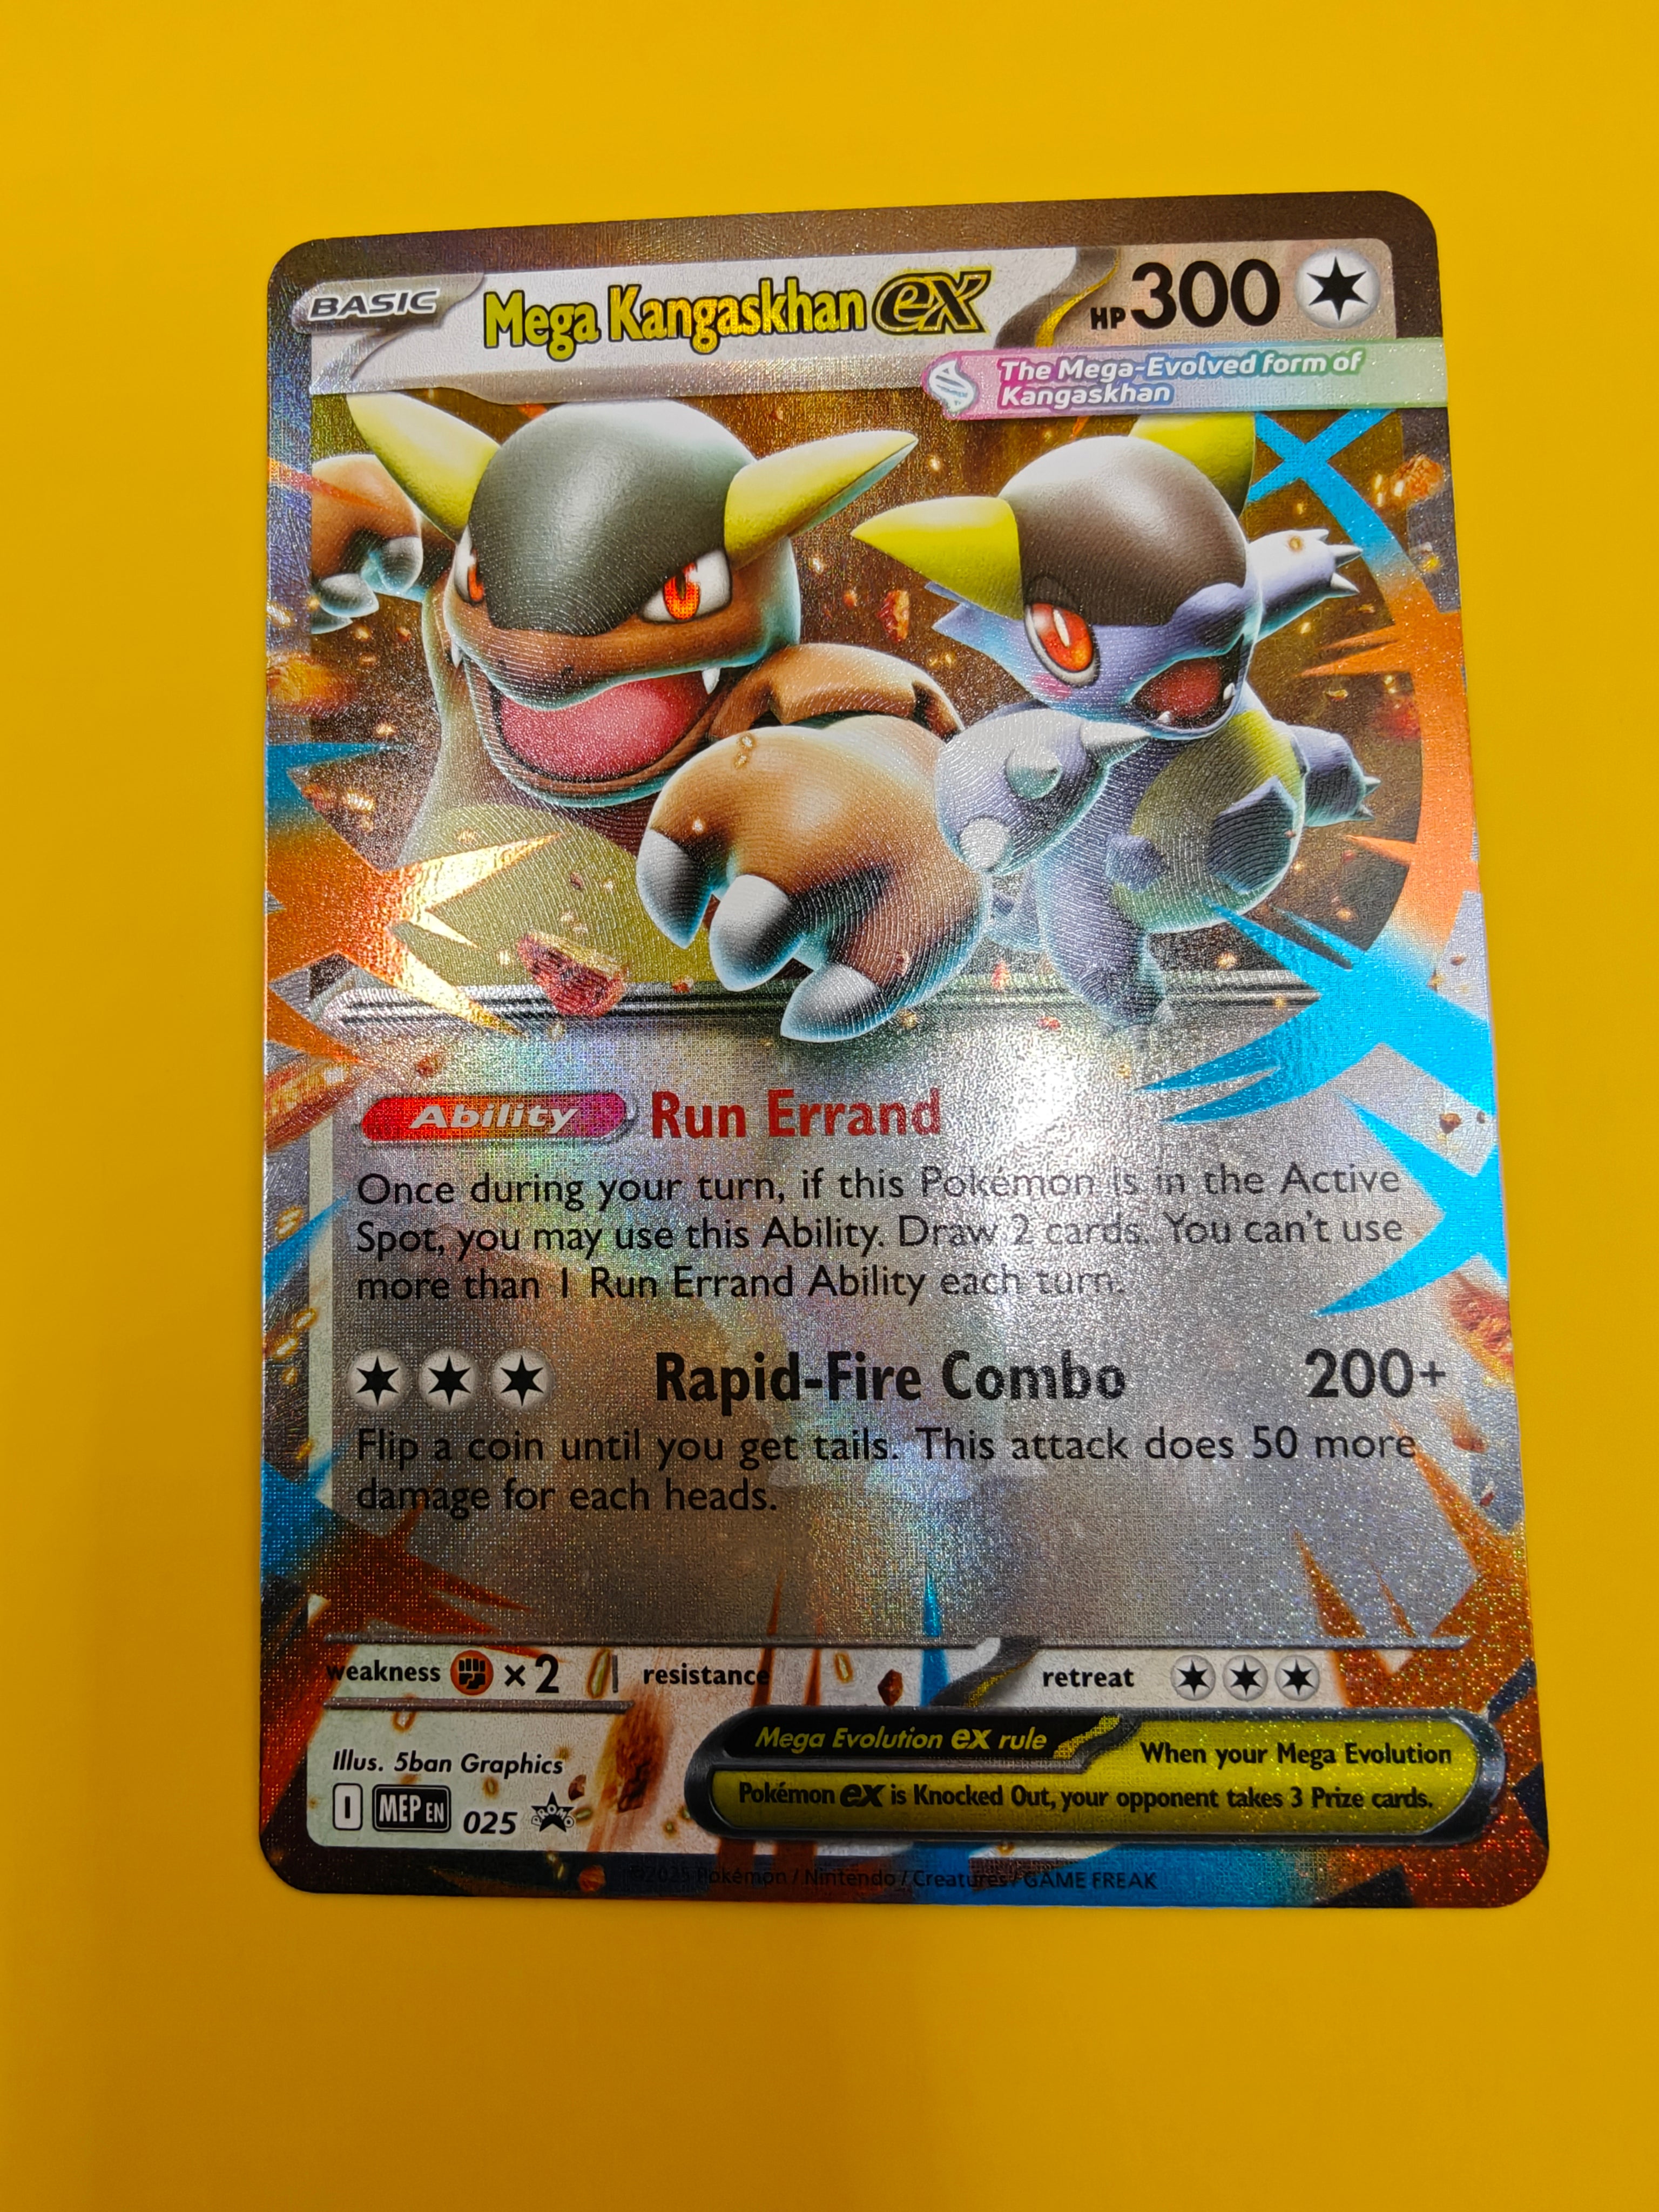 BASIC Mega Kangaskhan ex HP 300
The Mega-Evolved form of
Kangaskhan
Ability Run Errand
Once during your turn, if this Pokémon is in the Active
Spot, you may use this Ability. Draw 2 cards. You can't use
more than 1 Run Errand Ability each turn.
Rapid-Fire Combo 200+
Flip a coin until you get tails. This attack does 50 more
damage for each heads.
weakness ×2 resistance retreat
Mega Evolution ex rule When your Mega Evolution
Pokémon ex is Knocked Out, your opponent takes 3 Prize cards.
Illus. 5ban Graphics
I MEP EN 025 PROMO
©2025 Pokémon / Nintendo / Creatures / GAME FREAK